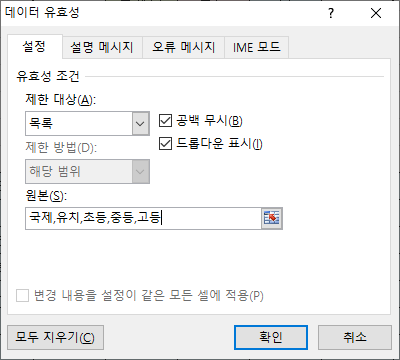 데이터 유효성
? ×
설정 설명 메시지 오류 메시지 IME 모드
유효성 조건
제한 대상(A):
목록
공백 무시(B)
제한 방법(D):
드롭다운 표시(I)
해당 범위
원본(S):
국제,유치,초등,중등,고등
변경 내용을 설정이 같은 모든 셀에 적용(P)
모두 지우기(C) 확인 취소